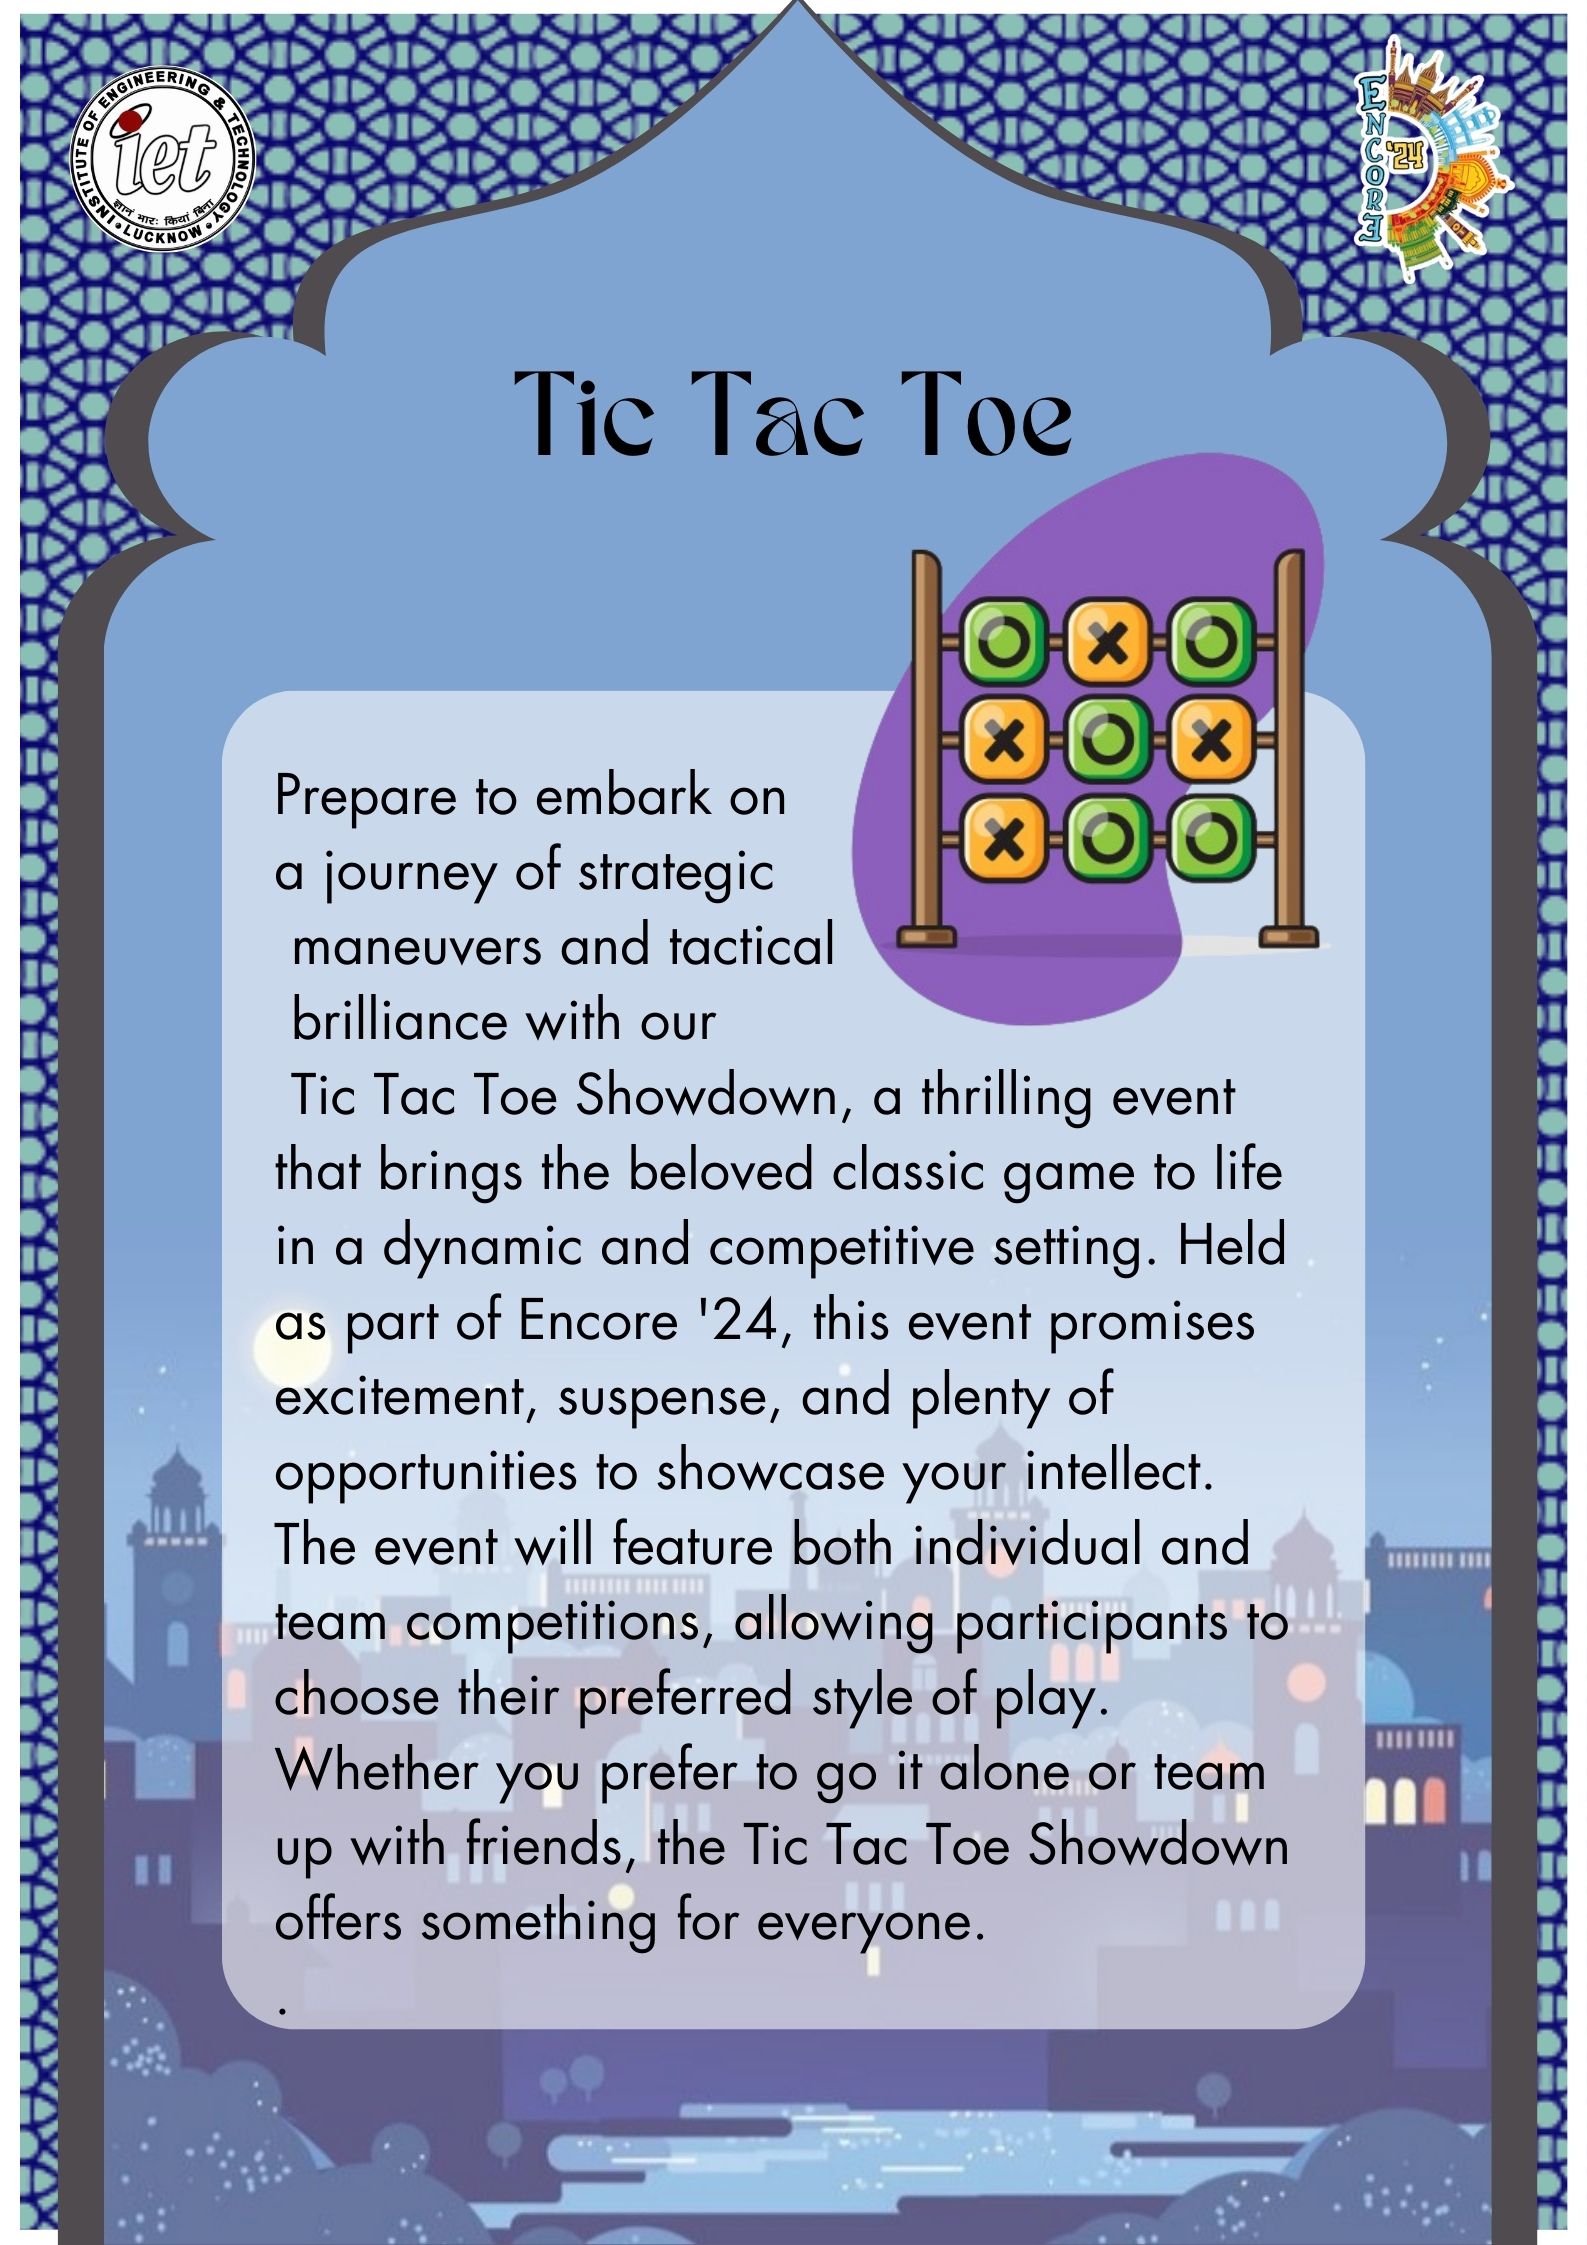 INSTITUTE OF ENGINEERING & TECHNOLOGY
iet
ज्ञानं भारः क्रियां बिना
• LUCKNOW •
ENCORE
'24
Tic Tac Toe
O X O
X O X
X O O
Prepare to embark on
a journey of strategic
maneuvers and tactical
brilliance with our
Tic Tac Toe Showdown, a thrilling event
that brings the beloved classic game to life
in a dynamic and competitive setting. Held
as part of Encore '24, this event promises
excitement, suspense, and plenty of
opportunities to showcase your intellect.
The event will feature both individual and
team competitions, allowing participants to
choose their preferred style of play.
Whether you prefer to go it alone or team
up with friends, the Tic Tac Toe Showdown
offers something for everyone.
.